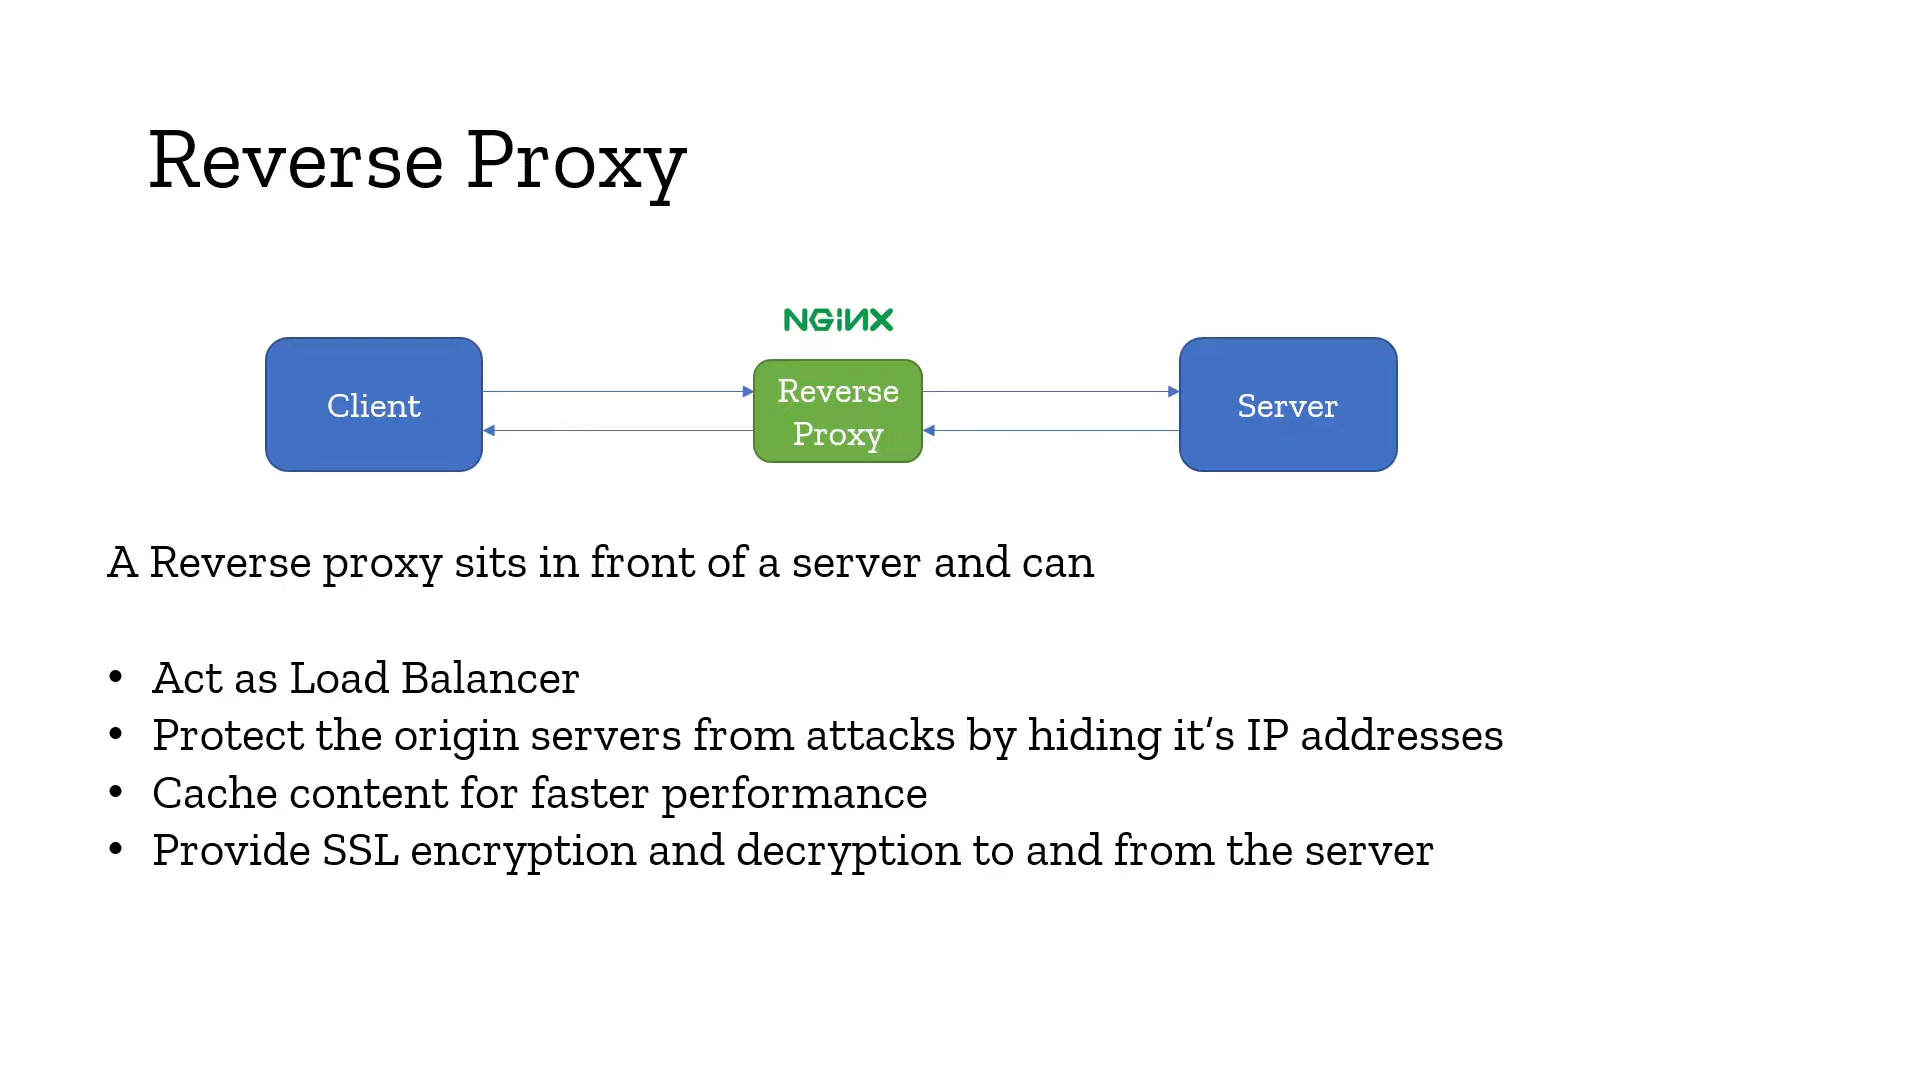 Reverse Proxy
NGINX
Client
Reverse
Proxy
Server
A Reverse proxy sits in front of a server and can
• Act as Load Balancer
• Protect the origin servers from attacks by hiding it‘s IP addresses
• Cache content for faster performance
• Provide SSL encryption and decryption to and from the server